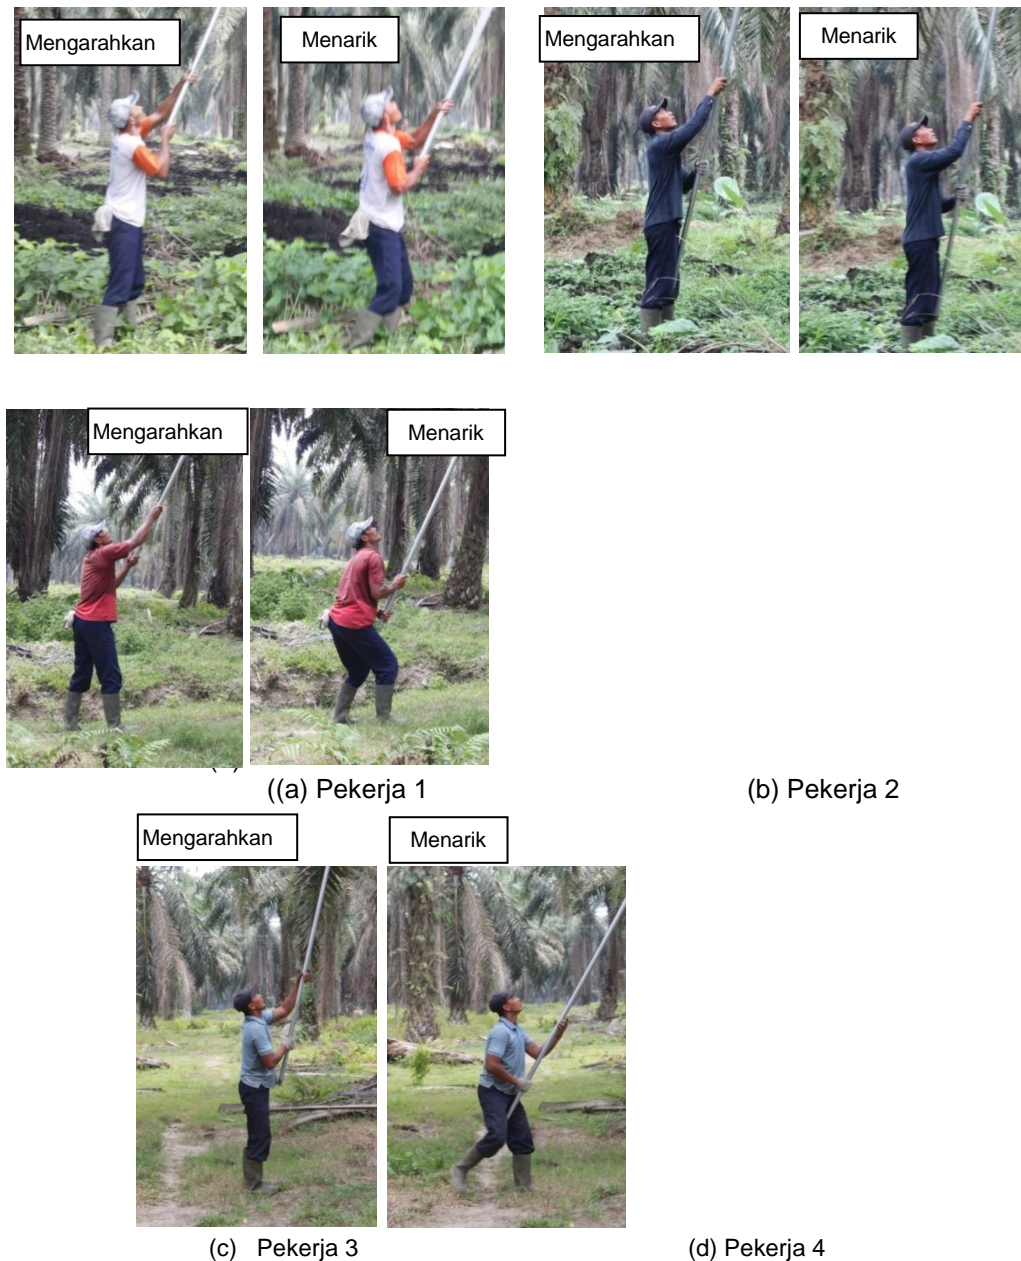 Mengarahkan Menarik Mengarahkan Menarik
Mengarahkan Menarik
((a) Pekerja 1 (b) Pekerja 2
Mengarahkan Menarik
(c) Pekerja 3 (d) Pekerja 4